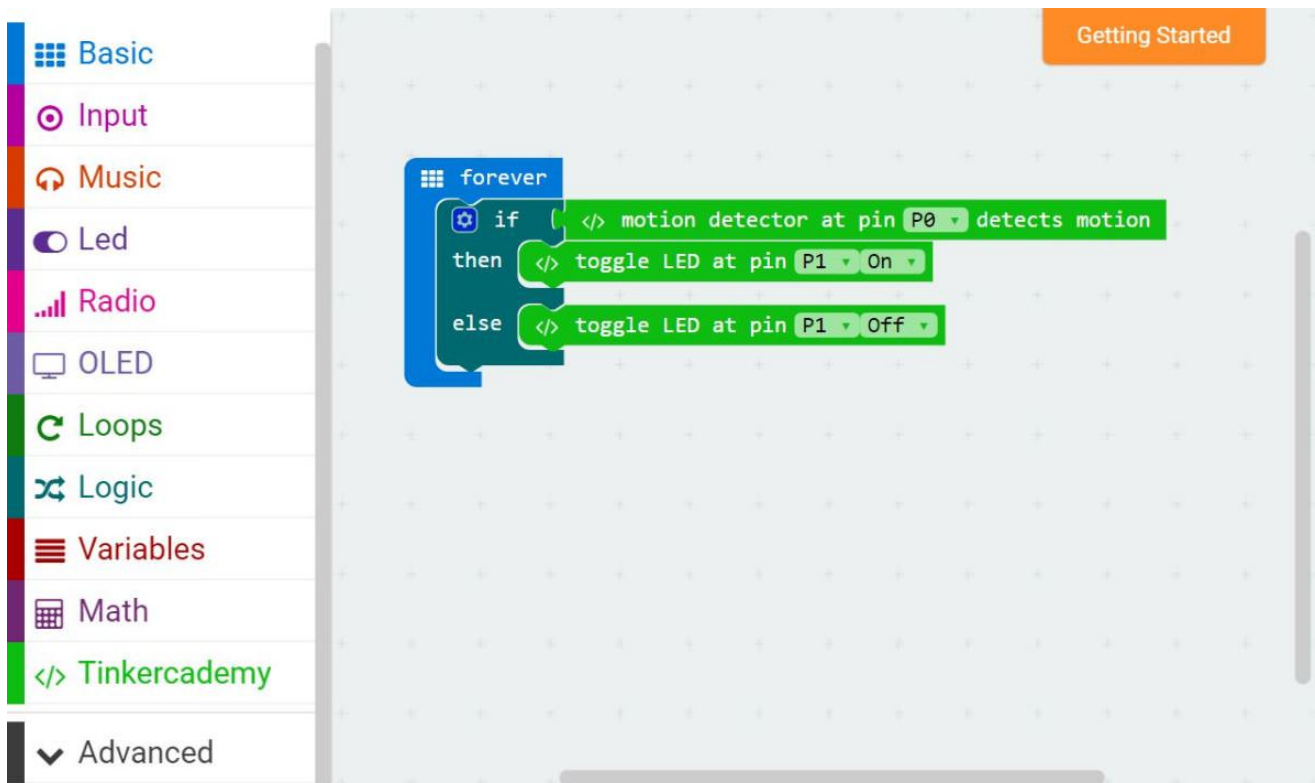 Basic
Input
Music
Led
Radio
OLED
Loops
Logic
Variables
Math
Tinkercademy
Advanced
Getting Started
forever
if </> motion detector at pin P0 detects motion
then </> toggle LED at pin P1 On
else </> toggle LED at pin P1 Off